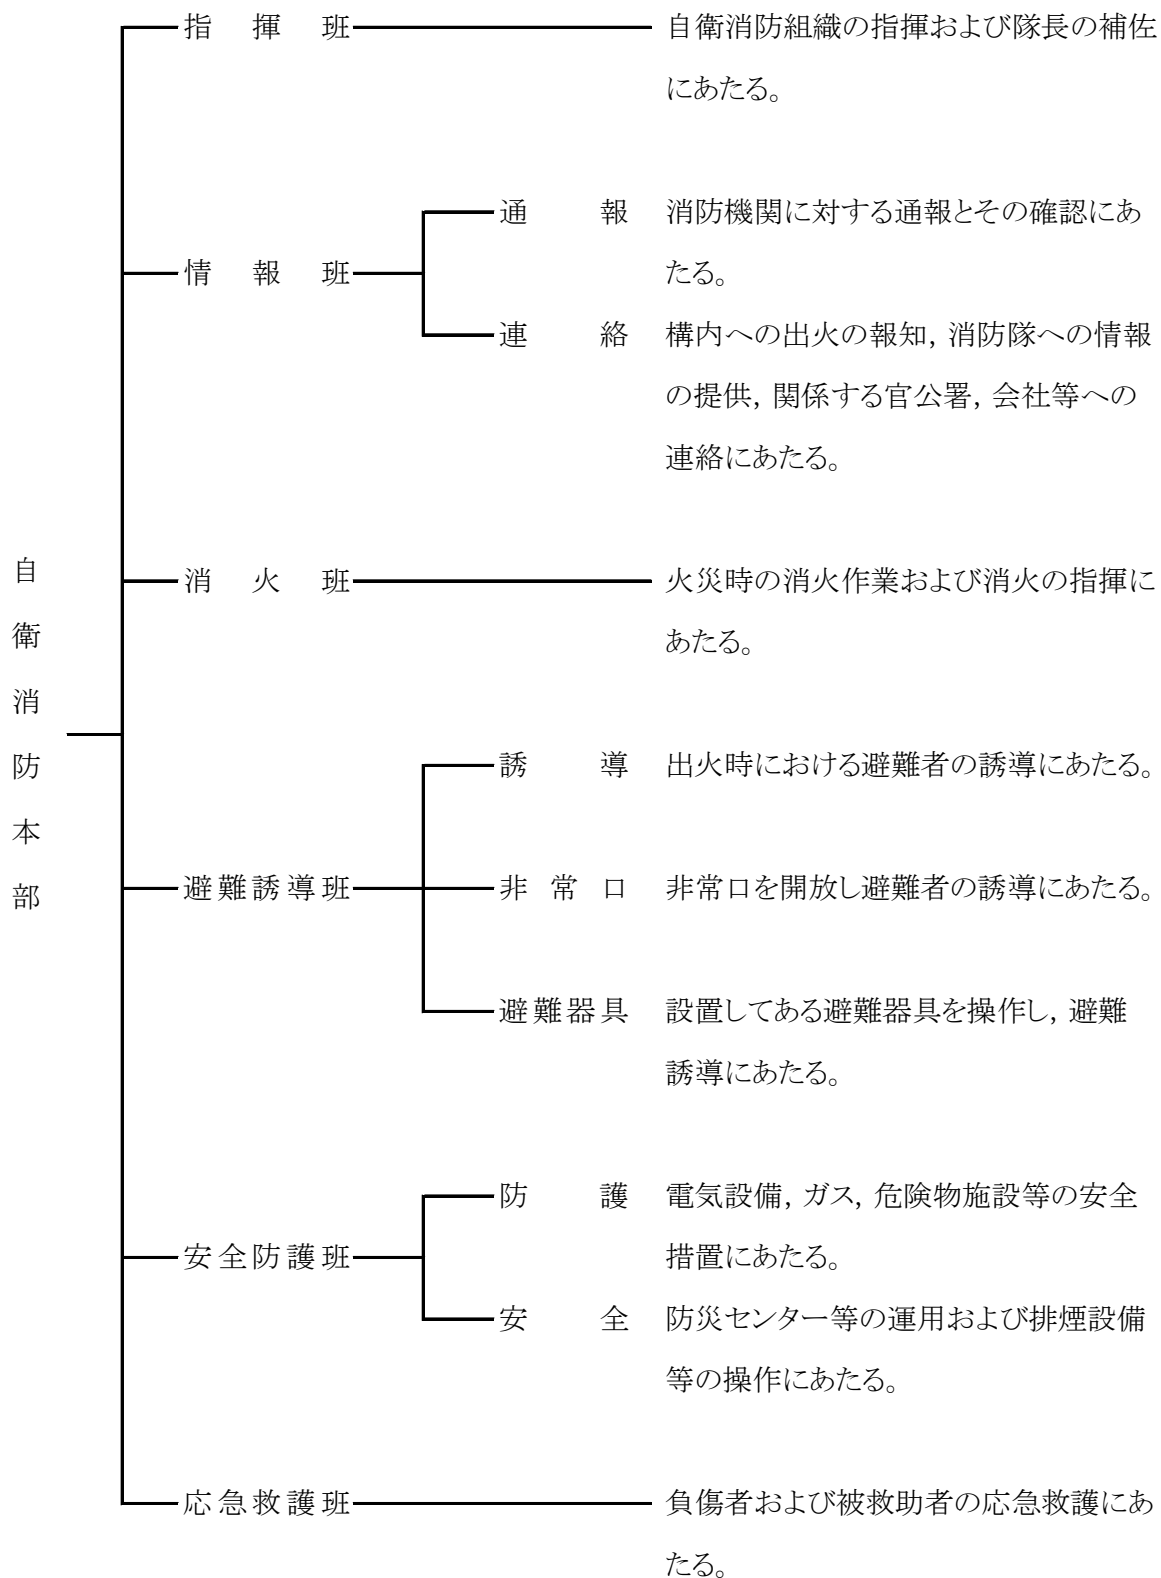 自衛消防本部
指揮班
自衛消防組織の指揮および隊長の補佐
にあたる。
情報班
通報
消防機関に対する通報とその確認にあ
たる。
連絡
構内への出火の報知, 消防隊への情報
の提供, 関係する官公署, 会社等への
連絡にあたる。
消火班
火災時の消火作業および消火の指揮に
あたる。
避難誘導班
誘導
出火時における避難者の誘導にあたる。
非常口
非常口を開放し避難者の誘導にあたる。
避難器具
設置してある避難器具を操作し, 避難
誘導にあたる。
安全防護班
防護
電気設備, ガス, 危険物施設等の安全
措置にあたる。
安全
防災センター等の運用および排煙設備
等の操作にあたる。
応急救護班
負傷者および被救助者の応急救護にあ
たる。